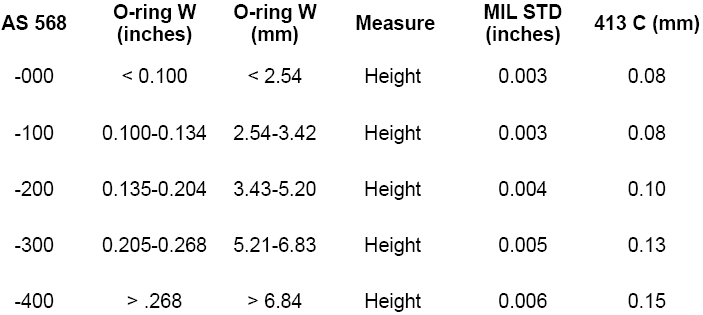 AS 568 O-ring W (inches) O-ring W (mm) Measure MIL STD (inches) 413 C (mm)
-000 < 0.100 < 2.54 Height 0.003 0.08
-100 0.100-0.134 2.54-3.42 Height 0.003 0.08
-200 0.135-0.204 3.43-5.20 Height 0.004 0.10
-300 0.205-0.268 5.21-6.83 Height 0.005 0.13
-400 > .268 > 6.84 Height 0.006 0.15